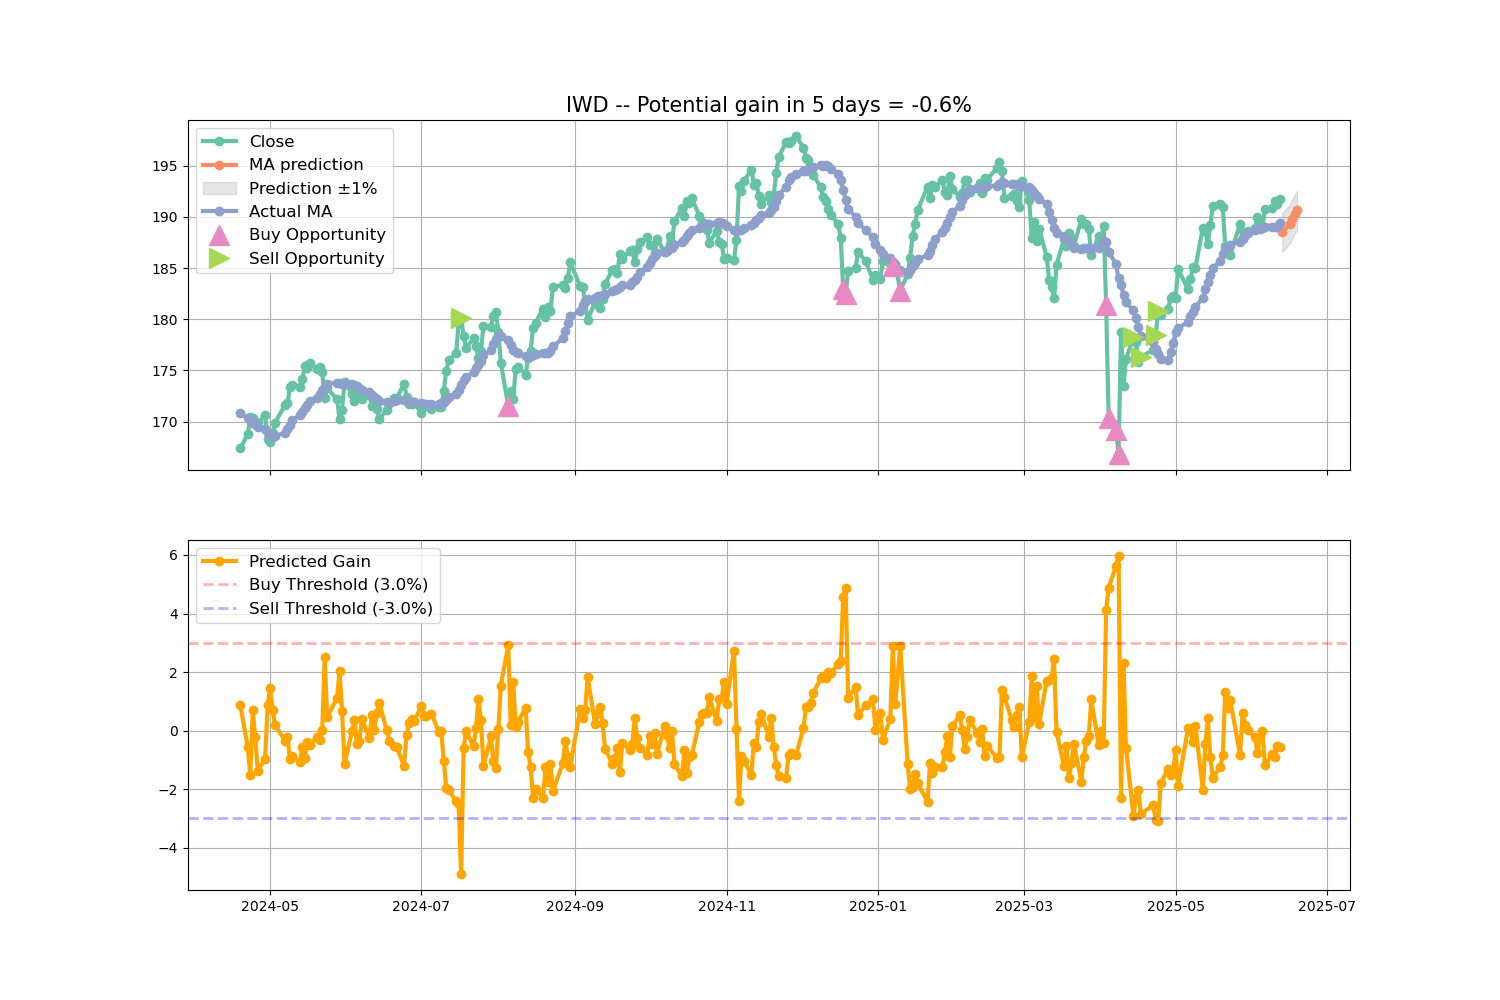 IWD -- Potential gain in 5 days = -0.6%
Close
MA prediction
Prediction ±1%
Actual MA
Buy Opportunity
Sell Opportunity
195
190
185
180
175
170
Predicted Gain
Buy Threshold (3.0%)
Sell Threshold (-3.0%)
6
4
2
0
−2
−4
2024-05 2024-07 2024-09 2024-11 2025-01 2025-03 2025-05 2025-07